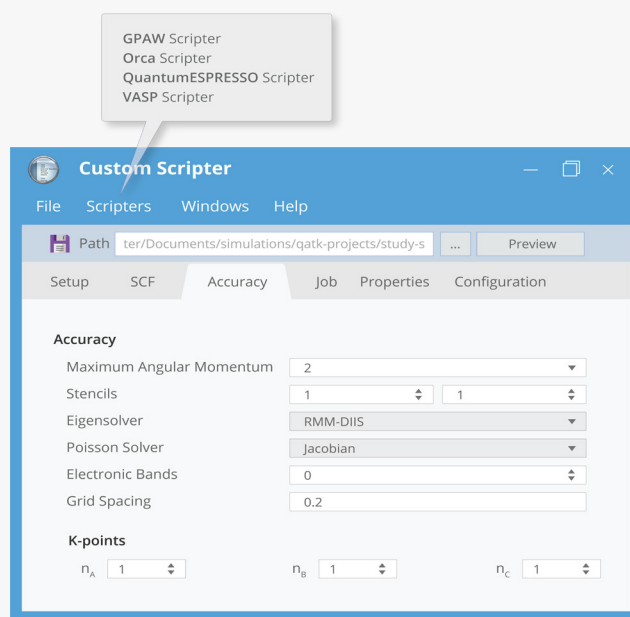 GPAW Scripter
Orca Scripter
QuantumESPRESSO Scripter
VASP Scripter
Custom Scripter
File Scripters Windows Help
Path ter/Documents/simulations/qatk-projects/study-s ... Preview
Setup SCF Accuracy Job Properties Configuration
Accuracy
Maximum Angular Momentum 2
Stencils 1 1
Eigensolver RMM-DIIS
Poisson Solver Jacobian
Electronic Bands 0
Grid Spacing 0.2
K-points
nA 1 nB 1 nC 1